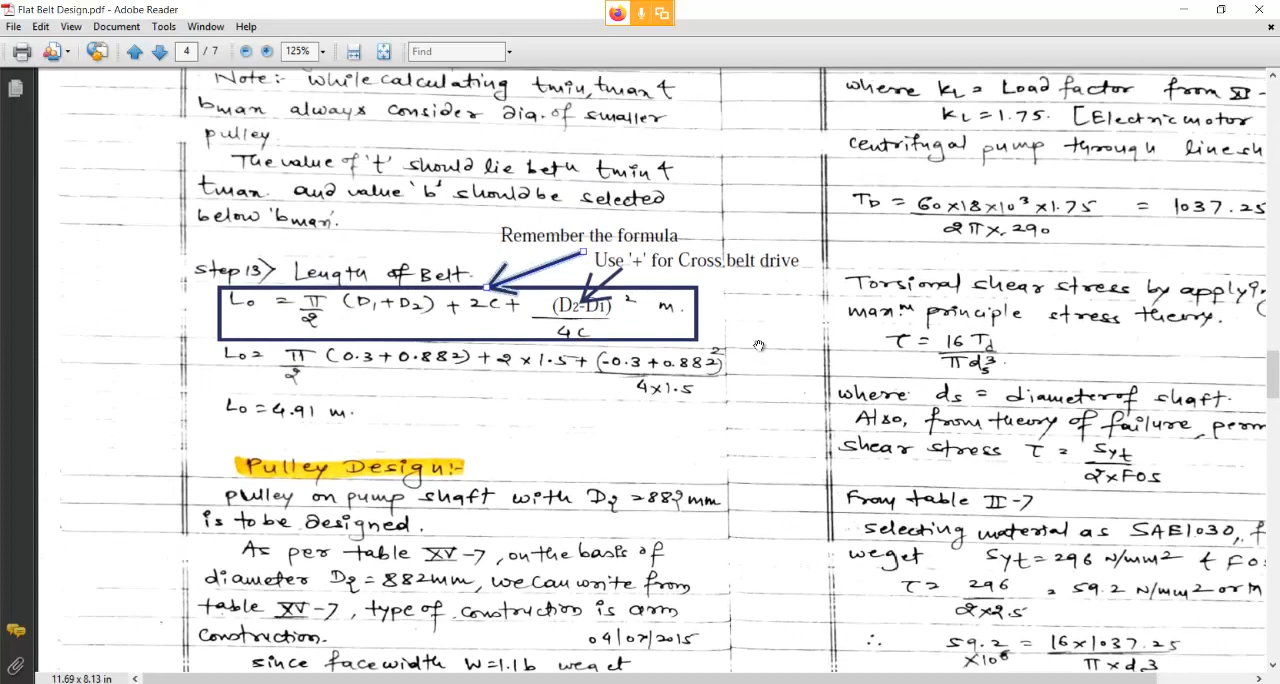 Flat Belt Design.pdf - Adobe Reader
File Edit View Document Tools Window Help
4 / 7 125% Find
Note:- while calculating tmin, tmax &
bmax always consider dia. of smaller
pulley.
The value of 't' should lie betn tmin &
tmax. and value 'b' should be selected
below 'bmax'.
Remember the formula
Use '+' for Cross belt drive
Step 13) Length of Belt.
Lo = π/2 (D1+D2) + 2C + (D2-D1)²/4C m.
Lo = π/2 (0.3+0.882) + 2×1.5 + (-0.3+0.882)²/4×1.5
Lo = 4.91 m.
Pulley Design:-
pulley on pump shaft with D2 = 882 mm
is to be designed.
As per table XV-7, on the basis of
diameter D2 = 882mm, we can write from
table XV-7, type of construction is arm
construction. 04/07/2015
since face width W=1.1b we get
where KL = Load factor from XI-
KL = 1.75. [Electric motor
centrifugal pump through line sh
TD = 60×18×10³×1.75/2π×290 = 1037.25
Torsional shear stress by applyi
maxm principle stress theory.
τ = 16 Td/πds³
where ds = diameter of shaft.
Also, from theory of failure, perm
shear stress τ = Syt/2×FOS
From table II-7
selecting material as SAE1030, f
we get Syt = 296 N/mm2 & FO
τ = 296/2×2.5 = 59.2 N/mm2 or M
∴ 59.2 ×10⁶ = 16×1037.25/π×d3
11.69 x 8.13 in